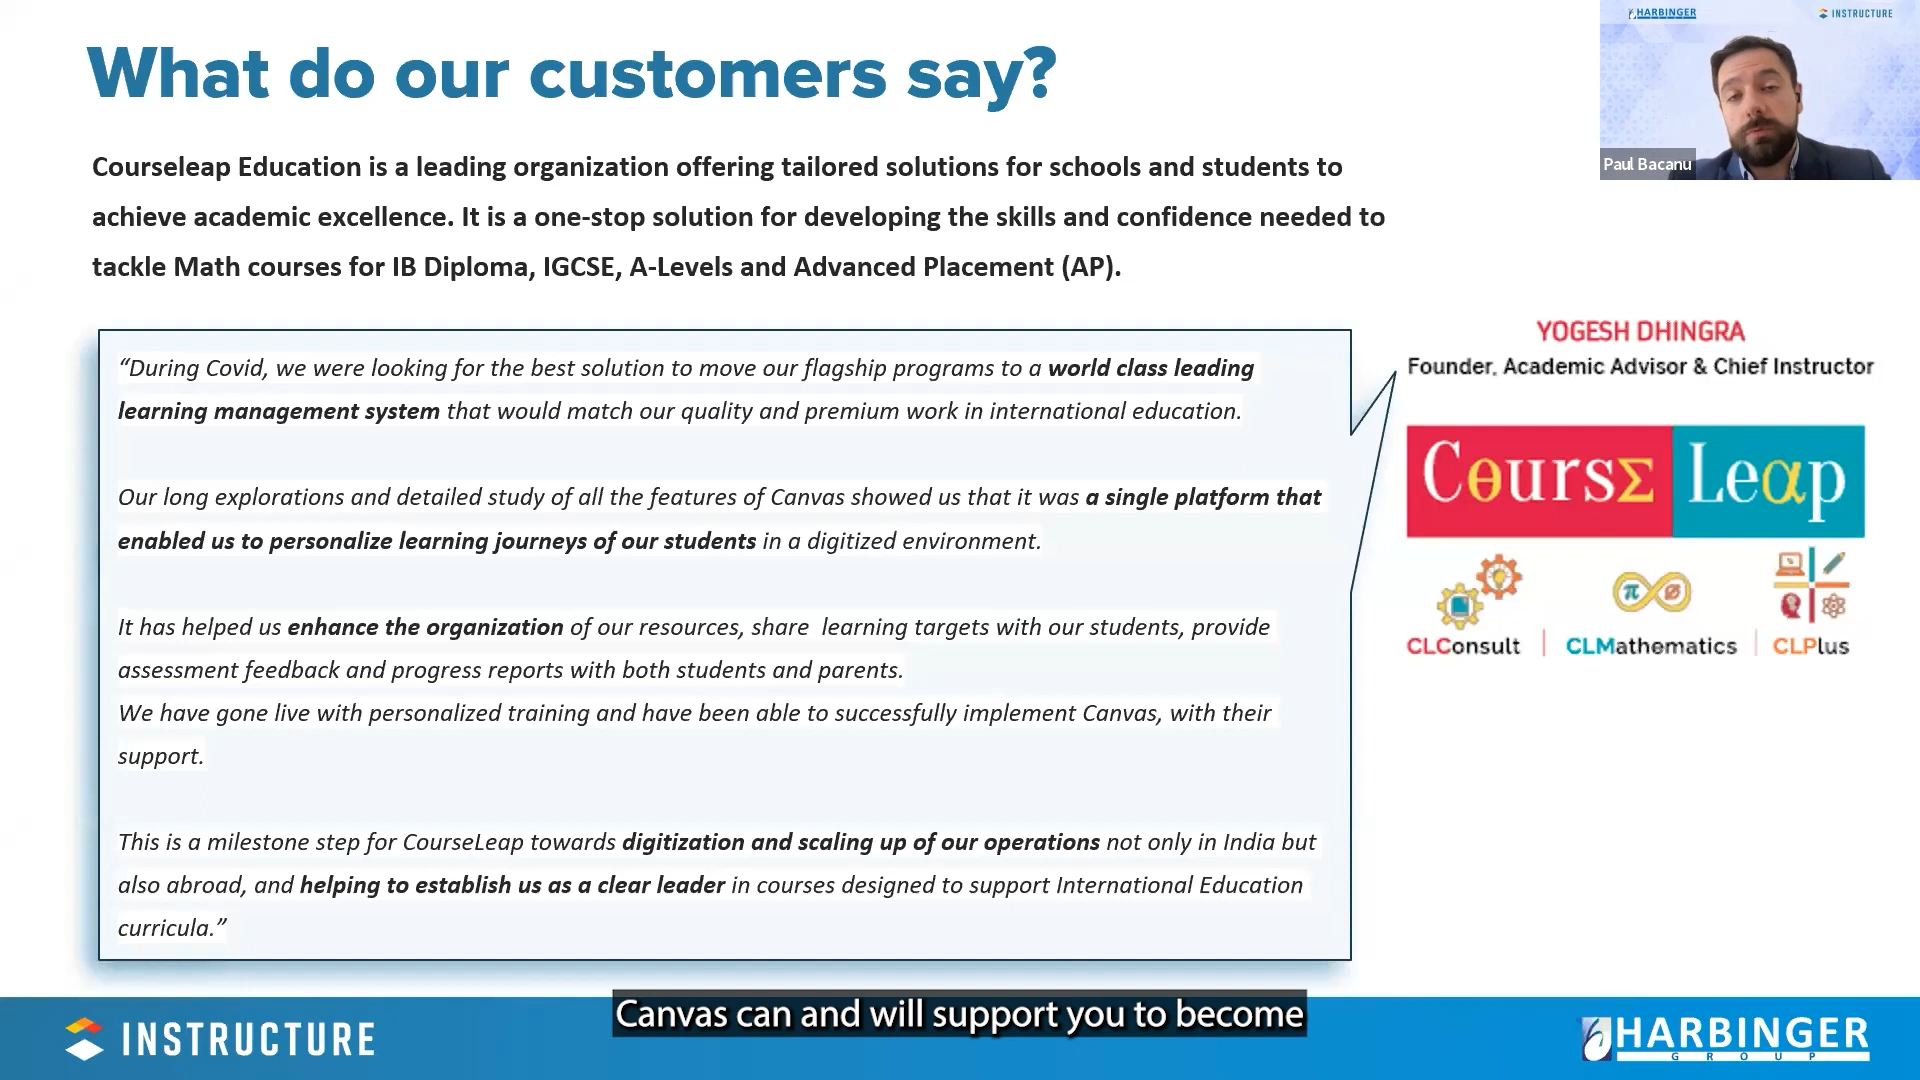 HARBINGER
INSTRUCTURE
What do our customers say?
Paul Bacanu
Courseleap Education is a leading organization offering tailored solutions for schools and students to
achieve academic excellence. It is a one-stop solution for developing the skills and confidence needed to
tackle Math courses for IB Diploma, IGCSE, A-Levels and Advanced Placement (AP).
“During Covid, we were looking for the best solution to move our flagship programs to a world class leading
learning management system that would match our quality and premium work in international education.
Our long explorations and detailed study of all the features of Canvas showed us that it was a single platform that
enabled us to personalize learning journeys of our students in a digitized environment.
It has helped us enhance the organization of our resources, share  learning targets with our students, provide
assessment feedback and progress reports with both students and parents.
We have gone live with personalized training and have been able to successfully implement Canvas, with their
support.
This is a milestone step for CourseLeap towards digitization and scaling up of our operations not only in India but
also abroad, and helping to establish us as a clear leader in courses designed to support International Education
curricula.”
YOGESH DHINGRA
Founder, Academic Advisor & Chief Instructor
CθursΣ Leαp
π ø
CLConsult | CLMathematics | CLPlus
Canvas can and will support you to become
INSTRUCTURE
HARBINGER
GROUP